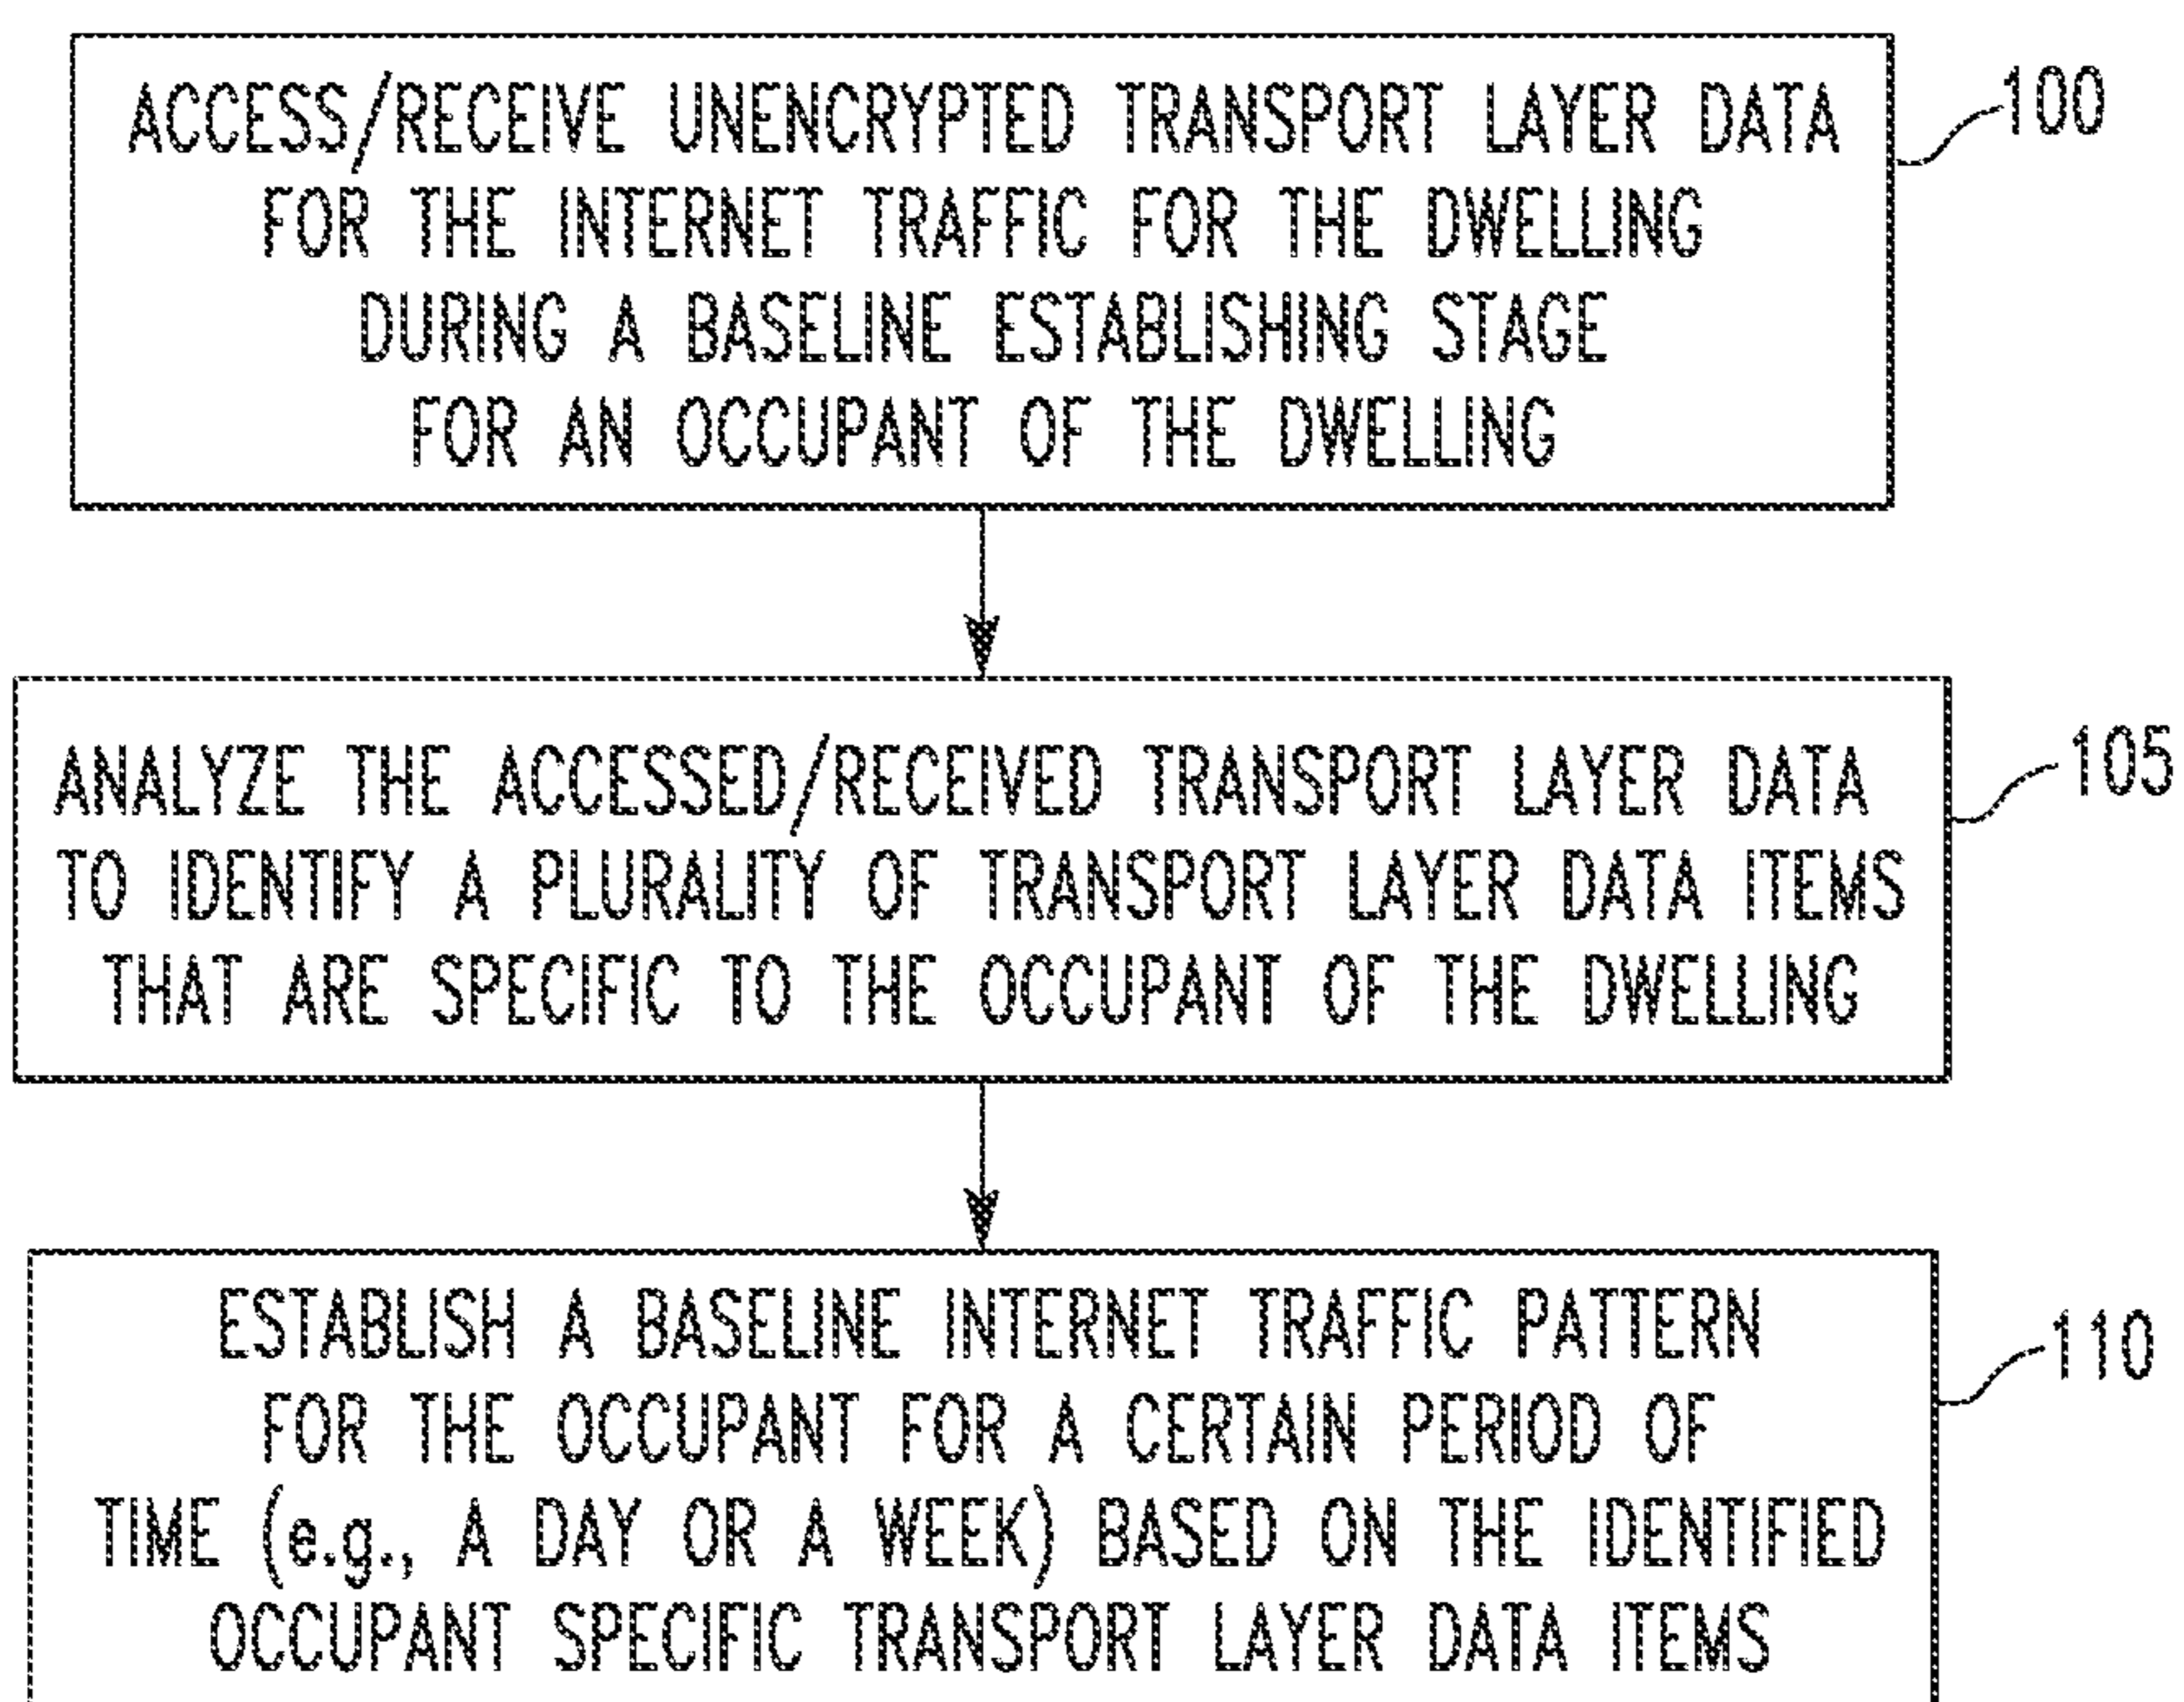 ACCESS/RECEIVE UNENCRYPTED TRANSPORT LAYER DATA
FOR THE INTERNET TRAFFIC FOR THE DWELLING
DURING A BASELINE ESTABLISHING STAGE
FOR AN OCCUPANT OF THE DWELLING
100
ANALYZE THE ACCESSED/RECEIVED TRANSPORT LAYER DATA
TO IDENTIFY A PLURALITY OF TRANSPORT LAYER DATA ITEMS
THAT ARE SPECIFIC TO THE OCCUPANT OF THE DWELLING
105
ESTABLISH A BASELINE INTERNET TRAFFIC PATTERN
FOR THE OCCUPANT FOR A CERTAIN PERIOD OF
TIME (e.g., A DAY OR A WEEK) BASED ON THE IDENTIFIED
OCCUPANT SPECIFIC TRANSPORT LAYER DATA ITEMS
110